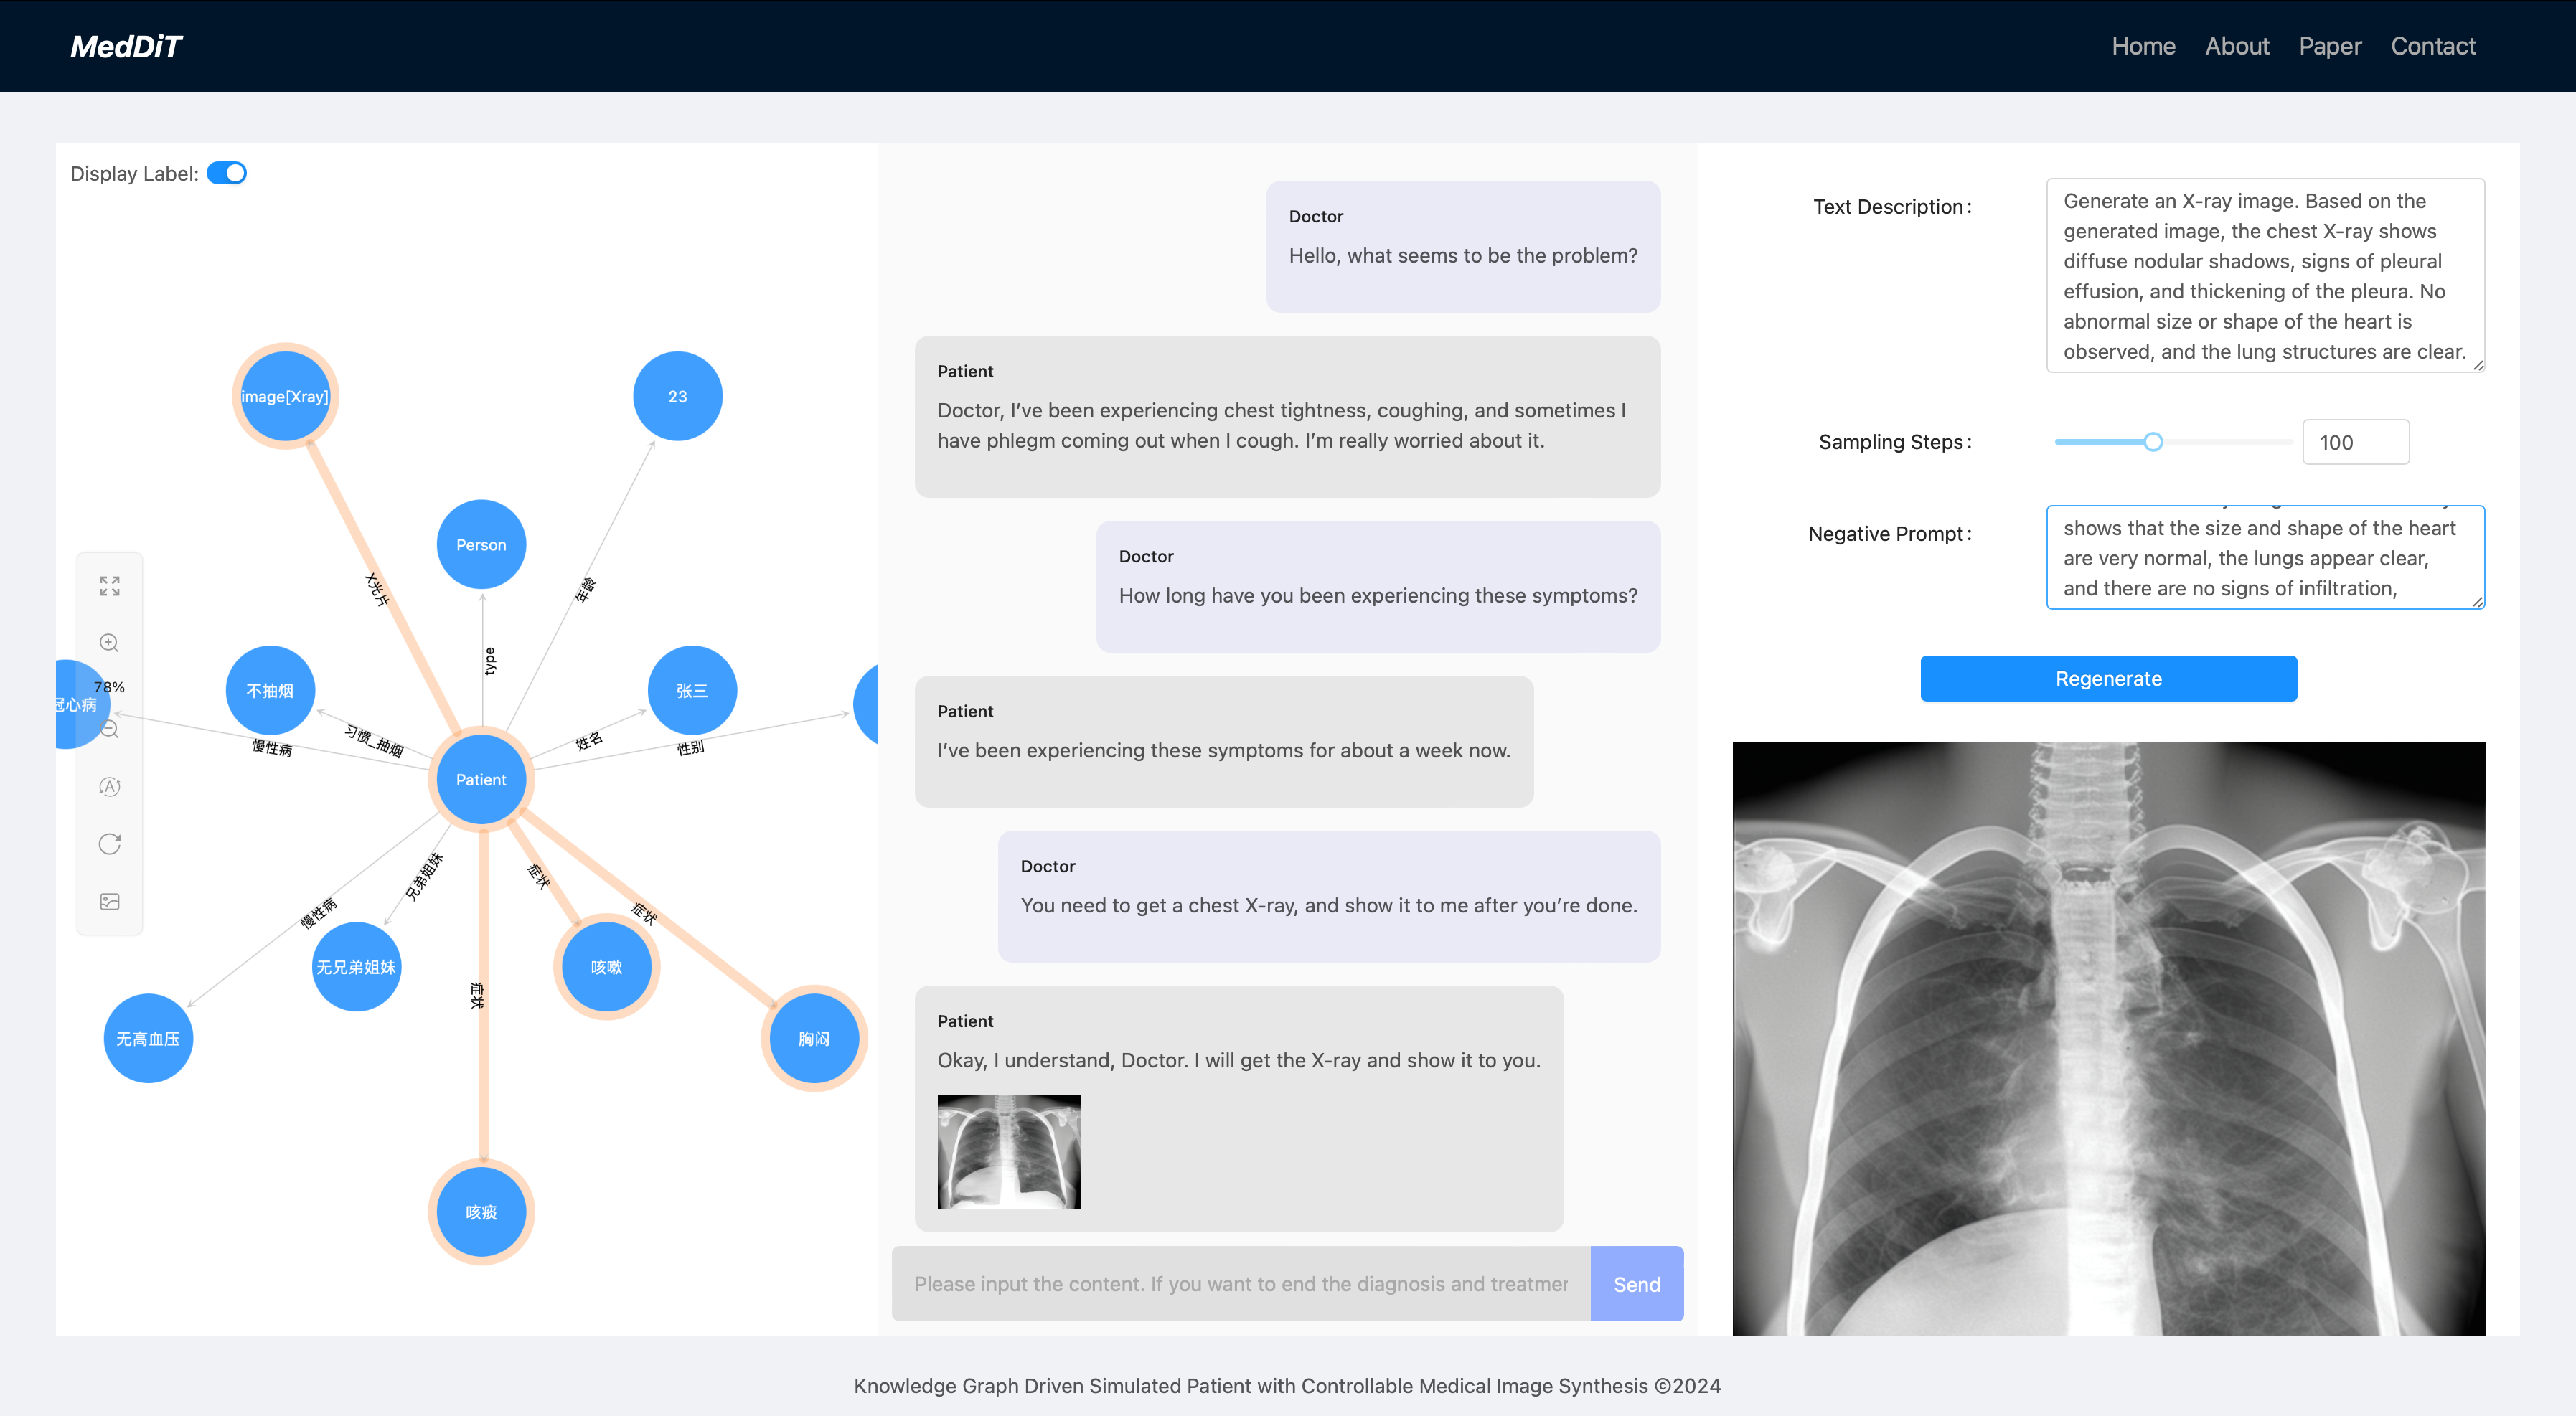 MedDiT
Home
About
Paper
Contact
Display Label:
image[Xray]
23
Person
X光片
年龄
type
78%
冠心病
不抽烟
张三
习惯_抽烟
慢性病
姓名
性别
Patient
慢性病
兄弟姐妹
症状
症状
无兄弟姐妹
咳嗽
症状
无高血压
胸闷
咳痰
Doctor
Hello, what seems to be the problem?
Patient
Doctor, I’ve been experiencing chest tightness, coughing, and sometimes I
have phlegm coming out when I cough. I’m really worried about it.
Doctor
How long have you been experiencing these symptoms?
Patient
I’ve been experiencing these symptoms for about a week now.
Doctor
You need to get a chest X-ray, and show it to me after you’re done.
Patient
Okay, I understand, Doctor. I will get the X-ray and show it to you.
Please input the content. If you want to end the diagnosis and
Send
Text Description:
Generate an X-ray image. Based on the
generated image, the chest X-ray shows
diffuse nodular shadows, signs of pleural
effusion, and thickening of the pleura. No
abnormal size or shape of the heart is
observed, and the lung structures are clear.
Sampling Steps:
100
Negative Prompt:
shows that the size and shape of the heart
are very normal, the lungs appear clear,
and there are no signs of infiltration,
Regenerate
Knowledge Graph Driven Simulated Patient with Controllable Medical Image Synthesis ©2024